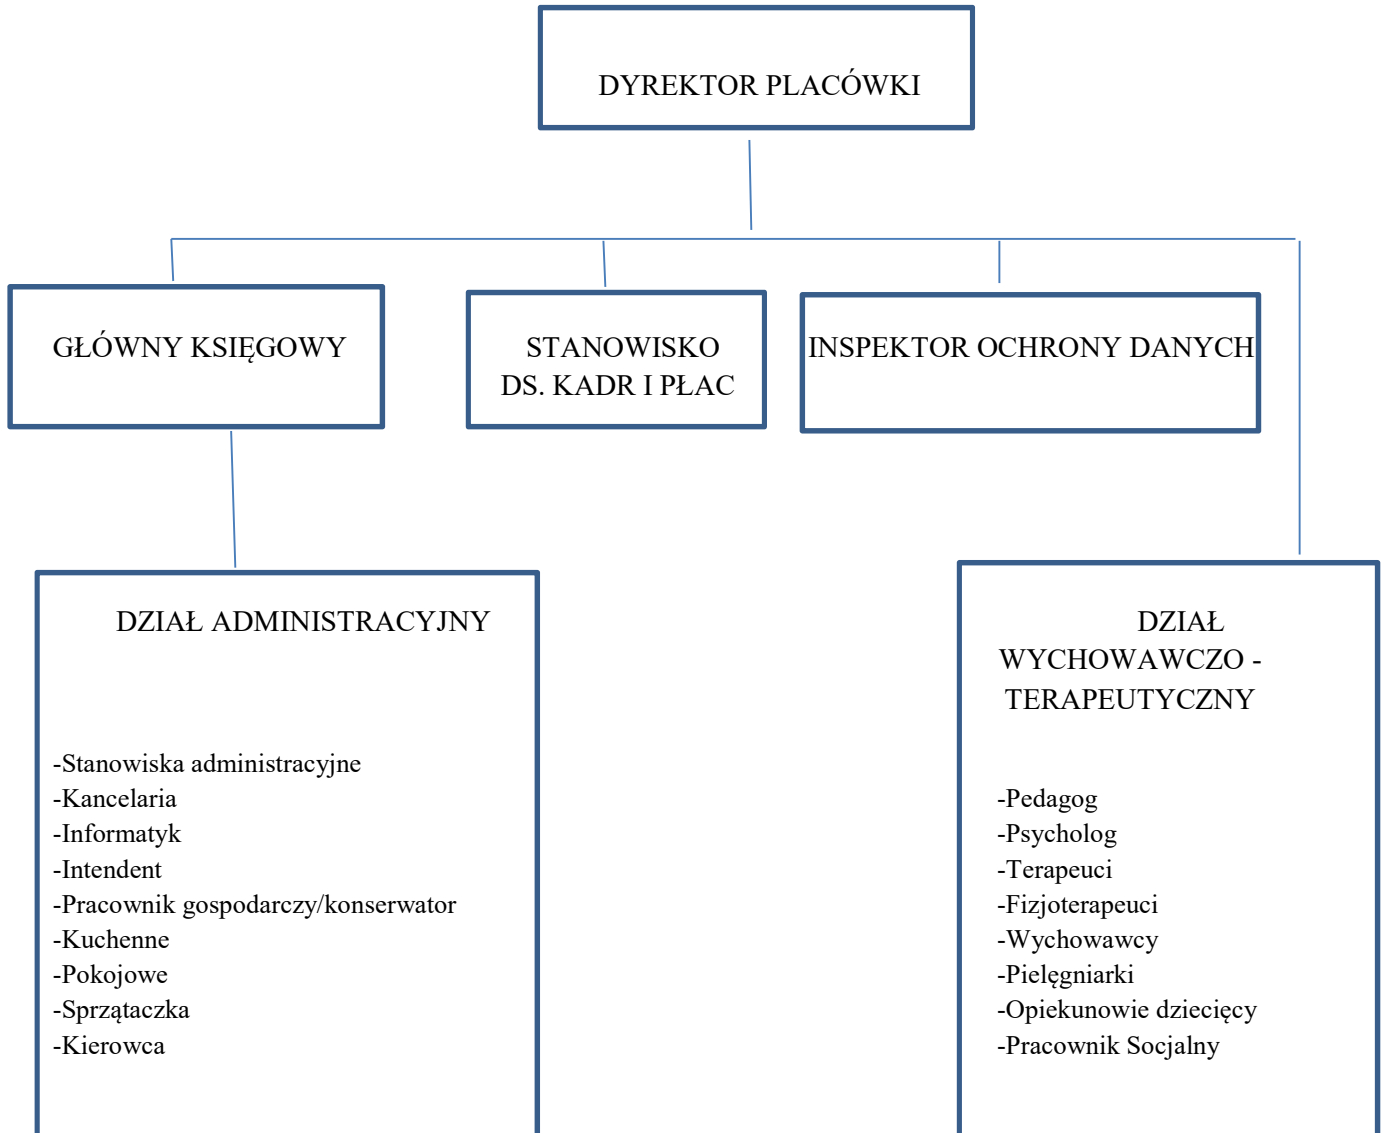 DYREKTOR PLACÓWKI
GŁÓWNY KSIĘGOWY
STANOWISKO
DS. KADR I PŁAC
INSPEKTOR OCHRONY DANYCH
DZIAŁ ADMINISTRACYJNY
-Stanowiska administracyjne
-Kancelaria
-Informatyk
-Intendent
-Pracownik gospodarczy/konserwator
-Kuchenne
-Pokojowe
-Sprzątaczka
-Kierowca
DZIAŁ
WYCHOWAWCZO -
TERAPEUTYCZNY
-Pedagog
-Psycholog
-Terapeuci
-Fizjoterapeuci
-Wychowawcy
-Pielęgniarki
-Opiekunowie dziecięcy
-Pracownik Socjalny